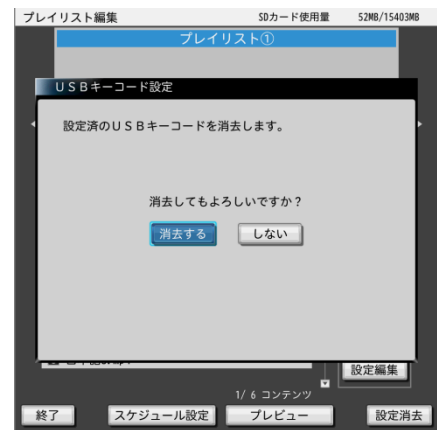 プレイリスト編集 SDカード使用量 52MB/15403MB
プレイリスト①
USBキーコード設定
設定済のUSBキーコードを消去します。
消去してもよろしいですか?
消去する しない
設定編集
1/ 6 コンテンツ
終了 スケジュール設定 プレビュー 設定消去